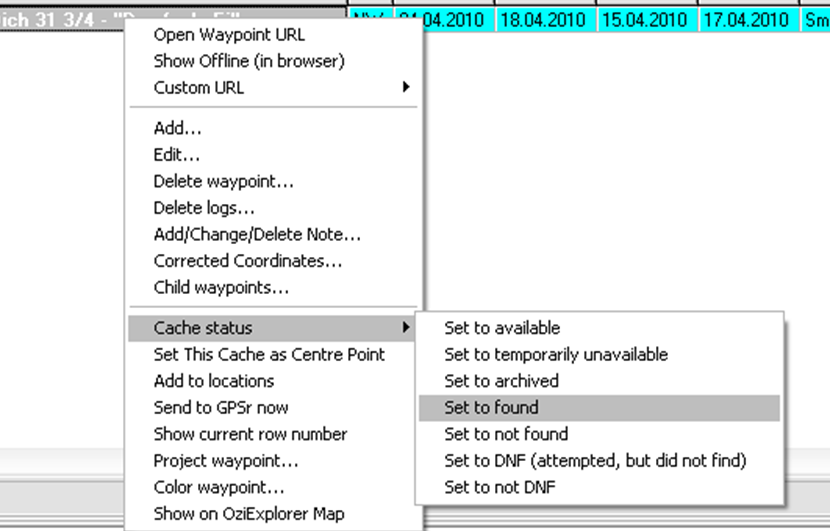 ich 31 3/4 - 04.04.2010 18.04.2010 15.04.2010 17.04.2010 Sm
Open Waypoint URL
Show Offline (in browser)
Custom URL
Add...
Edit...
Delete waypoint...
Delete logs...
Add/Change/Delete Note...
Corrected Coordinates...
Child waypoints...
Cache status
Set This Cache as Centre Point
Add to locations
Send to GPSr now
Show current row number
Project waypoint...
Color waypoint...
Show on OziExplorer Map
Set to available
Set to temporarily unavailable
Set to archived
Set to found
Set to not found
Set to DNF (attempted, but did not find)
Set to not DNF